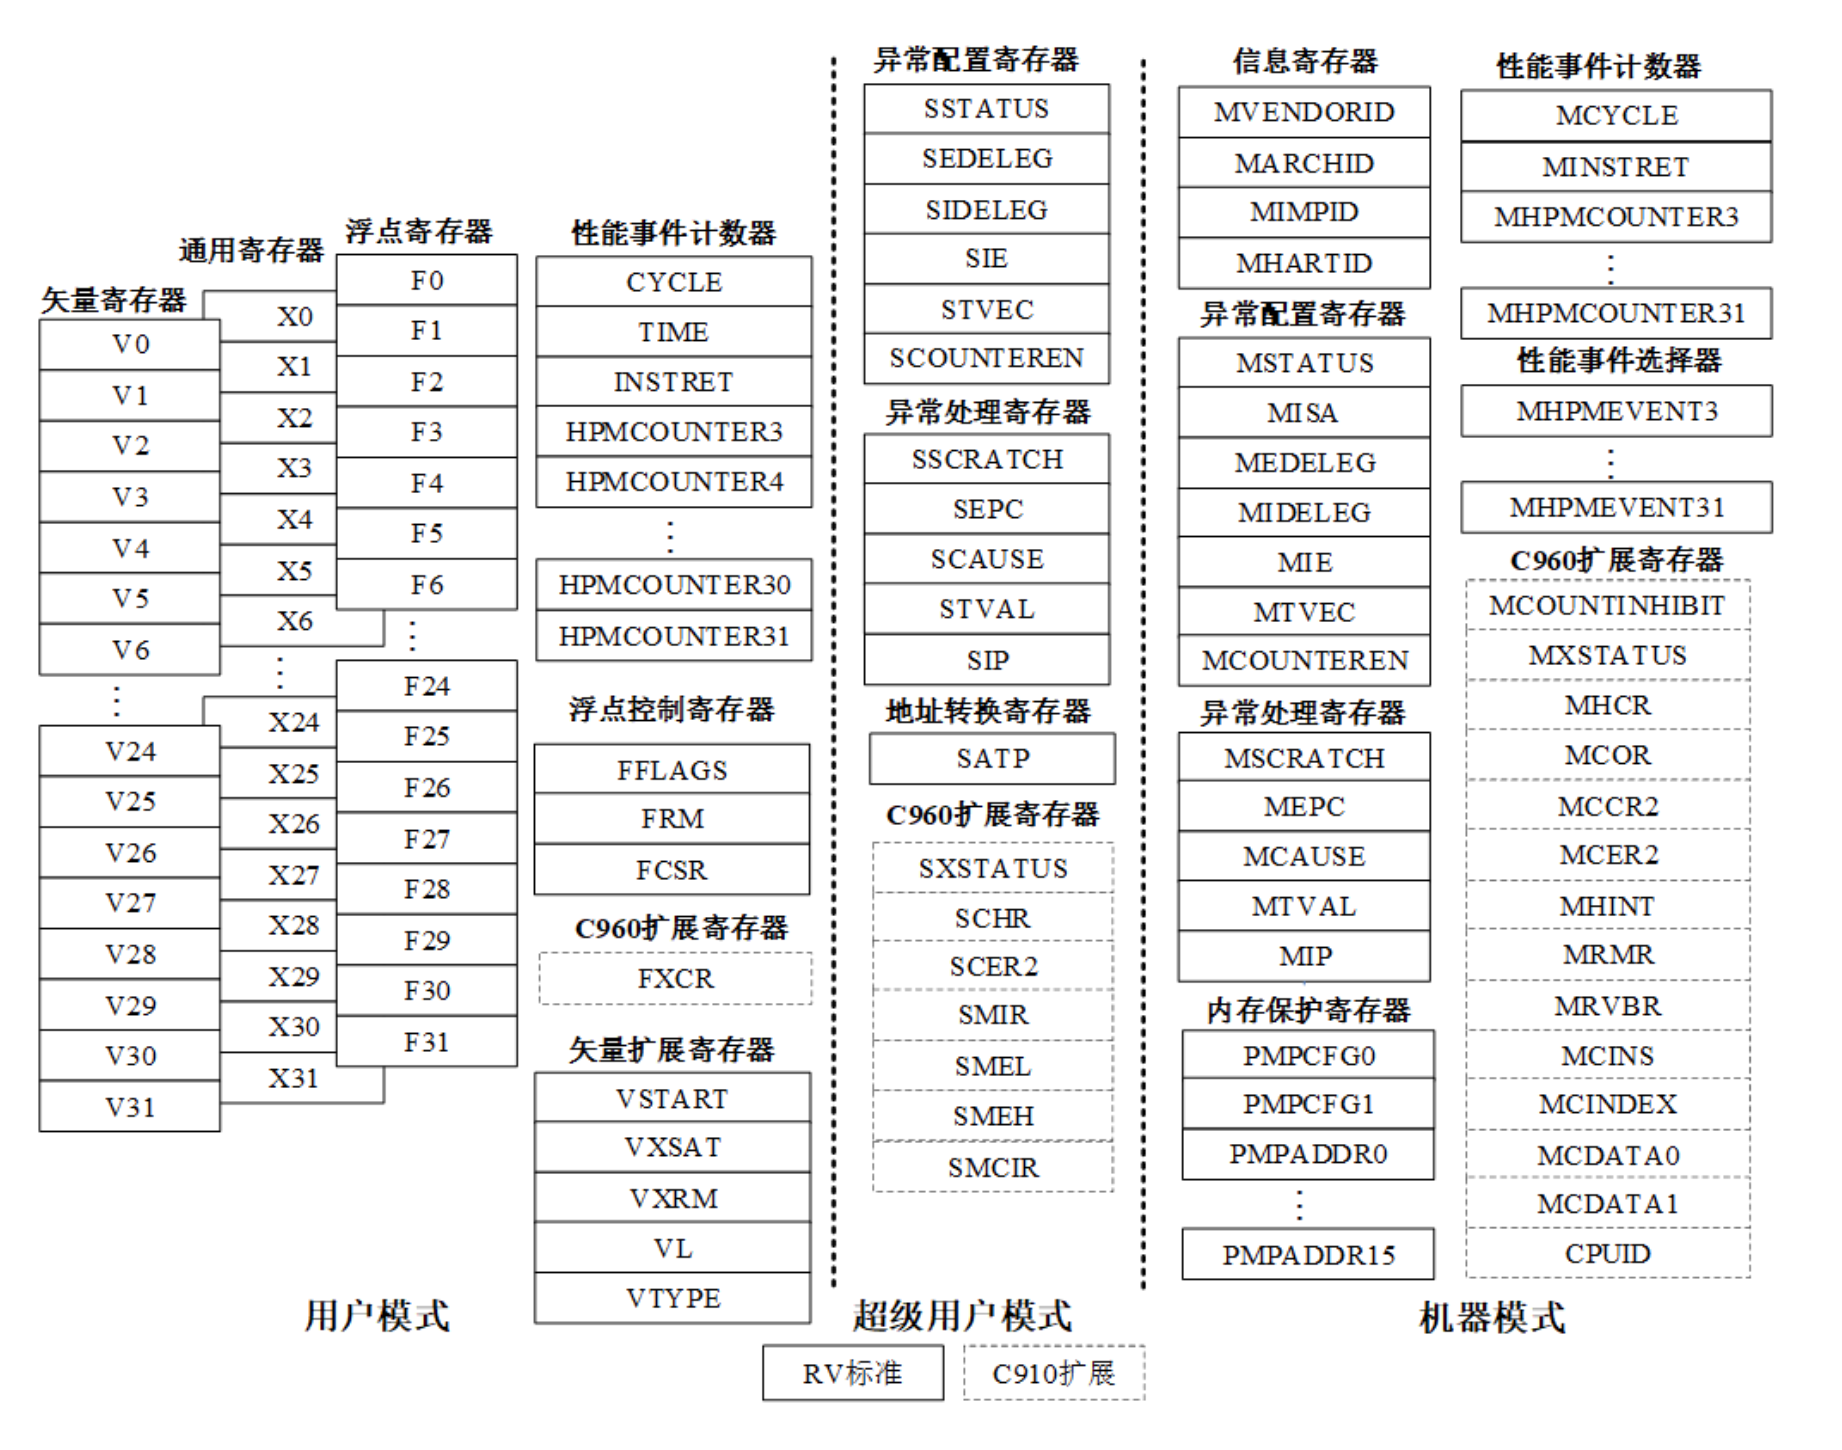 矢量寄存器
V0
V1
V2
V3
V4
V5
V6
⋮
V24
V25
V26
V27
V28
V29
V30
V31
通用寄存器
X0
X1
X2
X3
X4
X5
X6
⋮
X24
X25
X26
X27
X28
X29
X30
X31
浮点寄存器
F0
F1
F2
F3
F4
F5
F6
⋮
F24
F25
F26
F27
F28
F29
F30
F31
性能事件计数器
CYCLE
TIME
INSTRET
HPMCOUNTER3
HPMCOUNTER4
⋮
HPMCOUNTER30
HPMCOUNTER31
浮点控制寄存器
FFLAGS
FRM
FCSR
C960扩展寄存器
FXCR
矢量扩展寄存器
VSTART
VXSAT
VXRM
VL
VTYPE
用户模式
异常配置寄存器
SSTATUS
SEDELEG
SIDELEG
SIE
STVEC
SCOUNTEREN
异常处理寄存器
SSCRATCH
SEPC
SCAUSE
STVAL
SIP
地址转换寄存器
SATP
C960扩展寄存器
SXSTATUS
SCHR
SCER2
SMIR
SMEL
SMEH
SMCIR
超级用户模式
信息寄存器
MVENDORID
MARCHID
MIMPID
MHARTID
异常配置寄存器
MSTATUS
MISA
MEDELEG
MIDELEG
MIE
MTVEC
MCOUNTEREN
异常处理寄存器
MSCRATCH
MEPC
MCAUSE
MTVAL
MIP
内存保护寄存器
PMPCFG0
PMPCFG1
PMPADDR0
⋮
PMPADDR15
性能事件计数器
MCYCLE
MINSTRET
MHPMCOUNTER3
⋮
MHPMCOUNTER31
性能事件选择器
MHPMEVENT3
⋮
MHPMEVENT31
C960扩展寄存器
MCOUNTINHIBIT
MXSTATUS
MHCR
MCOR
MCCR2
MCER2
MHINT
MRMR
MRVBR
MCINS
MCINDEX
MCDATA0
MCDATA1
CPUID
机器模式
RV标准
C910扩展